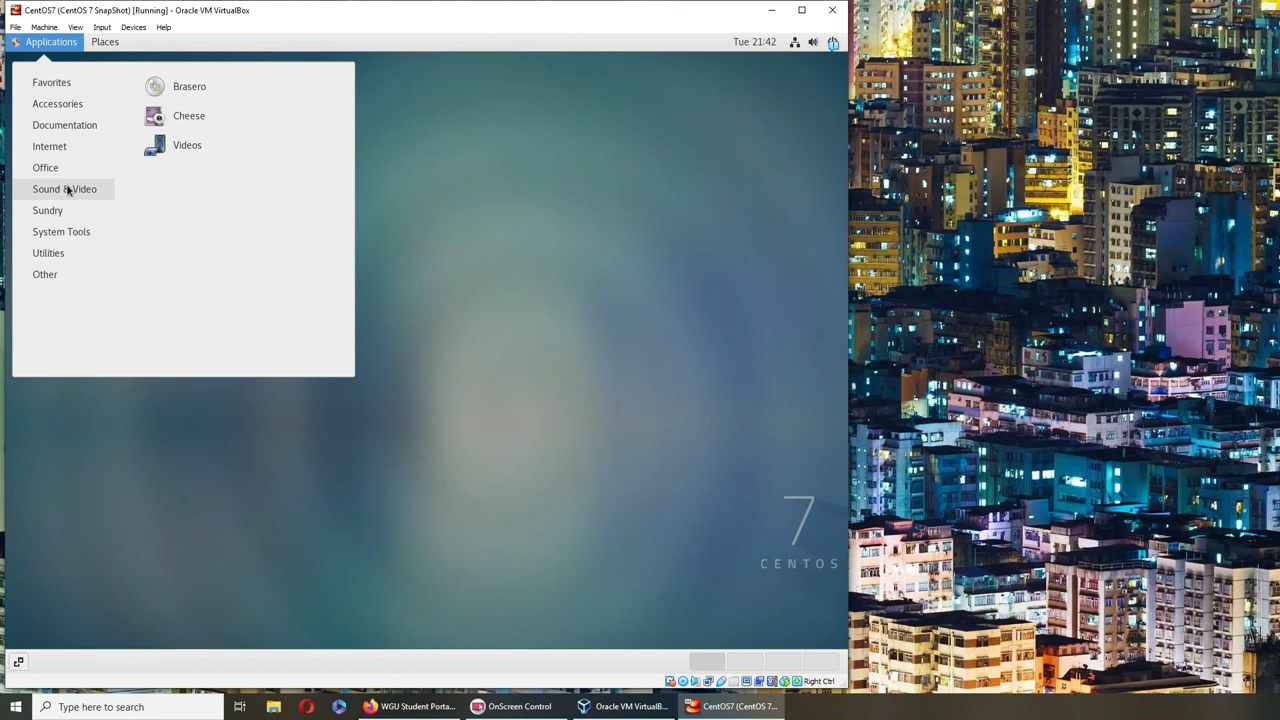 CentOS7 (CentOS 7 SnapShot) [Running] - Oracle VM VirtualBox
File Machine View Input Devices Help
Applications Places Tue 21:42
Favorites
Accessories
Documentation
Internet
Office
Sound & Video
Sundry
System Tools
Utilities
Other
Brasero
Cheese
Videos
7
CENTOS
Right Ctrl
Type here to search
WGU Student Porta...
OnScreen Control
Oracle VM VirtualB...
CentOS7 (CentOS 7...